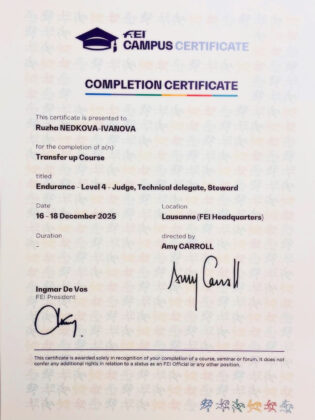 FEI
CAMPUS CERTIFICATE
COMPLETION CERTIFICATE
This certificate is presented to
Ruzha NEDKOVA-IVANOVA
for the completion of a(n)
Transfer up Course
titled
Endurance - Level 4 - Judge, Technical delegate, Steward
Date
16 - 18 December 2025
Location
Lausanne (FEI Headquarters)
Duration
-
directed by
Amy CARROLL
Amy Carroll
Ingmar De Vos
FEI President
This certificate is awarded solely in recognition of your completion of a course, seminar or forum. It does not
confer any additional rights in relation to a status as an FEI Official or any other position.